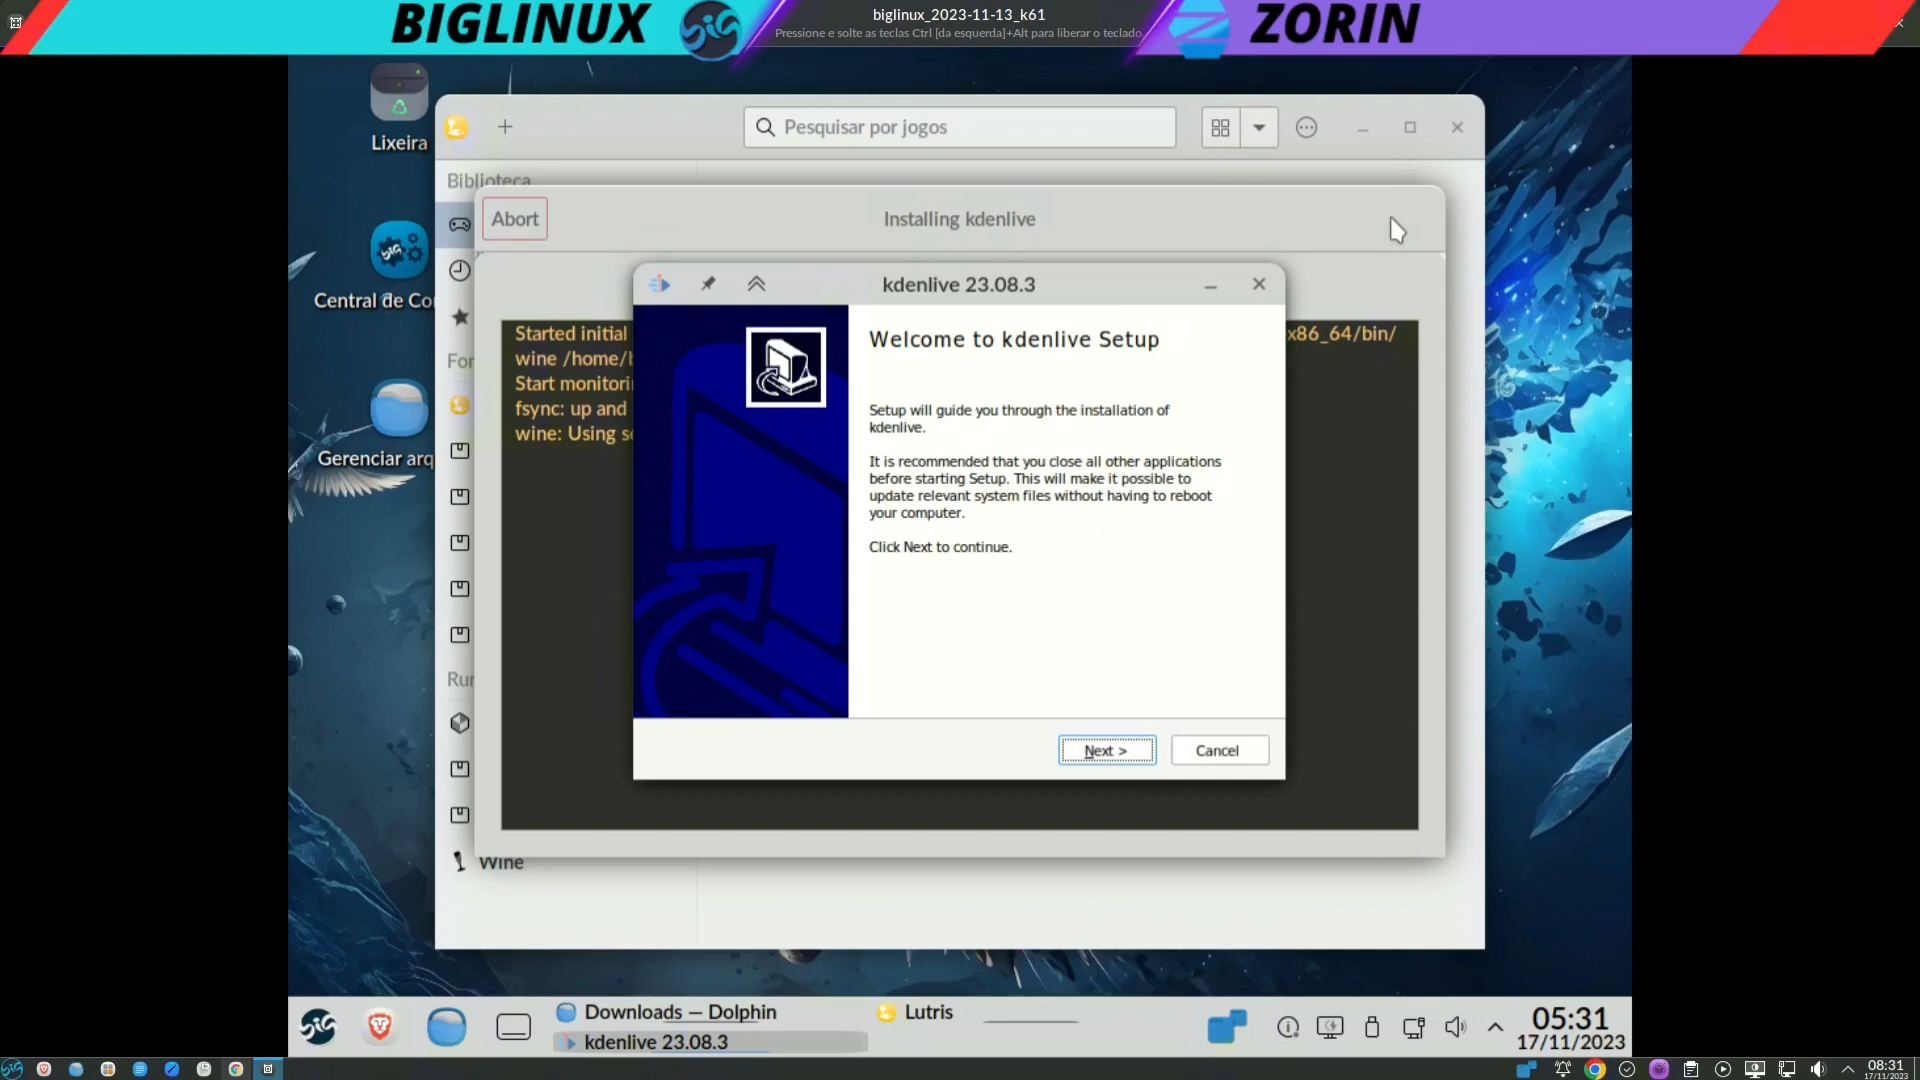 BIGLINUX
biglinux_2023-11-13_k61
Pressione e solte as teclas Ctrl [da esquerda]+Alt para liberar o teclado.
ZORIN
Lixeira
Pesquisar por jogos
Biblioteca
Abort
Installing kdenlive
Central de Co
kdenlive 23.08.3
Started initial
x86_64/bin/
wine /home/b
Start monitorin
fsync: up and
wine: Using se
Welcome to kdenlive Setup
Setup will guide you through the installation of
kdenlive.
It is recommended that you close all other applications
before starting Setup. This will make it possible to
update relevant system files without having to reboot
your computer.
Click Next to continue.
For
Gerenciar arq
Run
Next >
Cancel
Wine
Downloads — Dolphin
Lutris
kdenlive 23.08.3
05:31
17/11/2023
08:31
17/11/2023